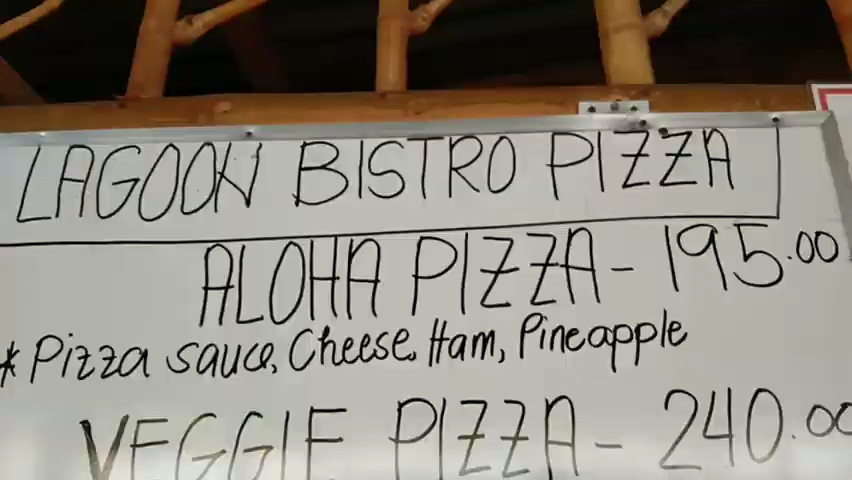 LAGOON BISTRO PIZZA
ALOHA PIZZA - 195.00
* Pizza sauce, Cheese, Ham, Pineapple
VEGGIE PIZZA - 240.00